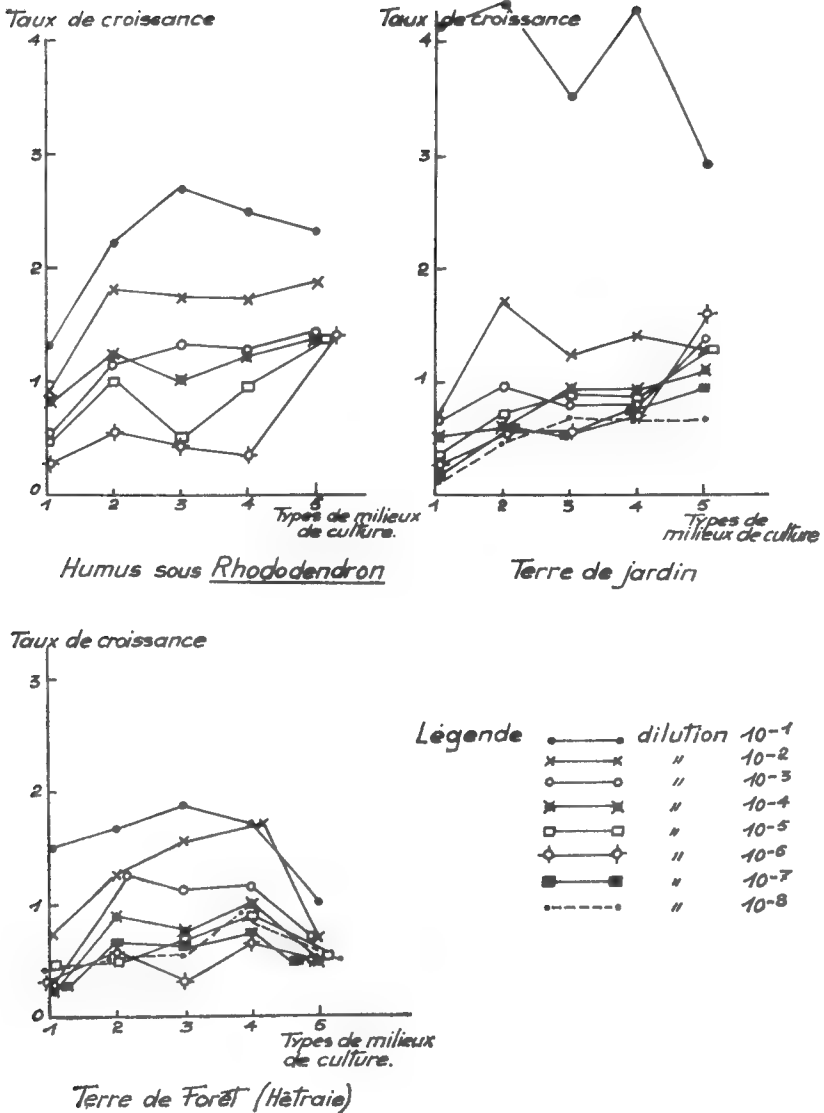 Taux de croissance
4
3
2
1
0
1 2 3 4 5
Types de milieux
de culture.
Humus sous Rhododendron
Taux de croissance
4
3
2
1
1 2 3 4 5
Types de
milieux de culture
Terre de jardin
Taux de croissance
3
2
1
0
1 2 3 4 5
Types de milieux
de culture.
Terre de Forêt (Hêtraie)
Légende dilution 10-1
" 10-2
" 10-3
" 10-4
" 10-5
" 10-6
" 10-7
" 10-8